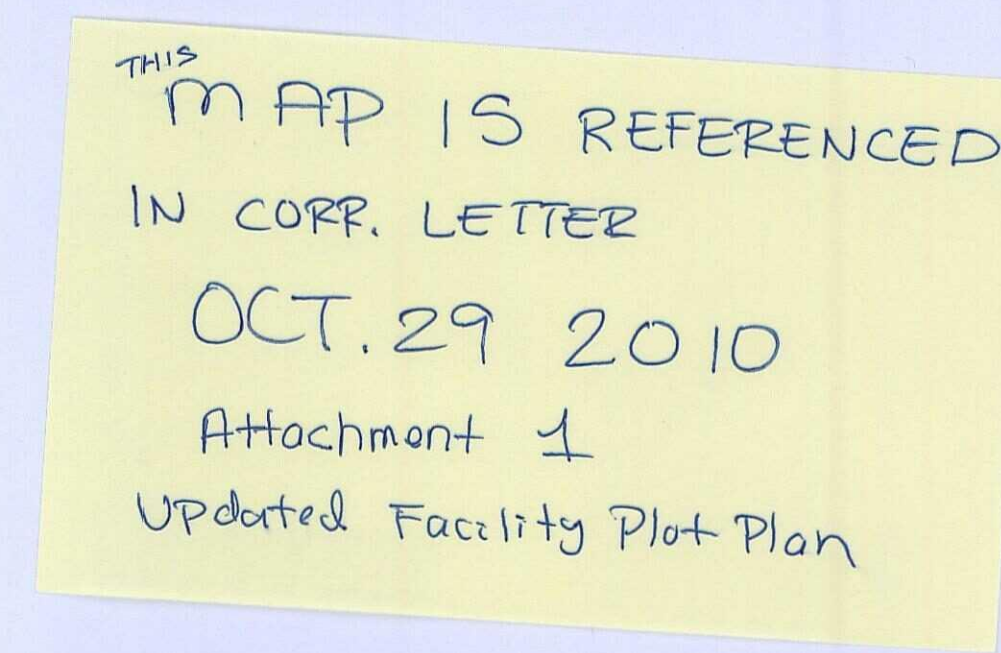 THIS
MAP IS REFERENCED
IN CORR. LETTER
OCT. 29 2010
Attachment 1
Updated Facility Plot Plan